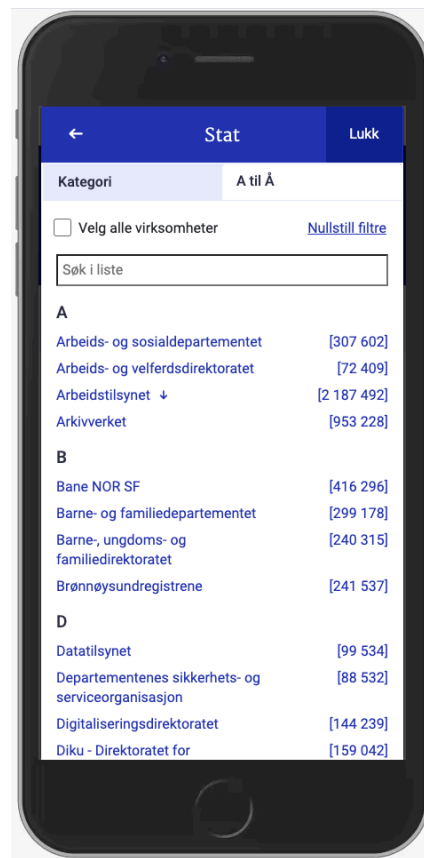 ← Stat Lukk
Kategori A til Å
Velg alle virksomheter Nullstill filtre
Søk i liste
A
Arbeids- og sosialdepartementet [307 602]
Arbeids- og velferdsdirektoratet [72 409]
Arbeidstilsynet ↓ [2 187 492]
Arkivverket [953 228]
B
Bane NOR SF [416 296]
Barne- og familiedepartementet [299 178]
Barne-, ungdoms- og [240 315]
familiedirektoratet
Brønnøysundregistrene [241 537]
D
Datatilsynet [99 534]
Departementenes sikkerhets- og [88 532]
serviceorganisasjon
Digitaliseringsdirektoratet [144 239]
Diku - Direktoratet for [159 042]